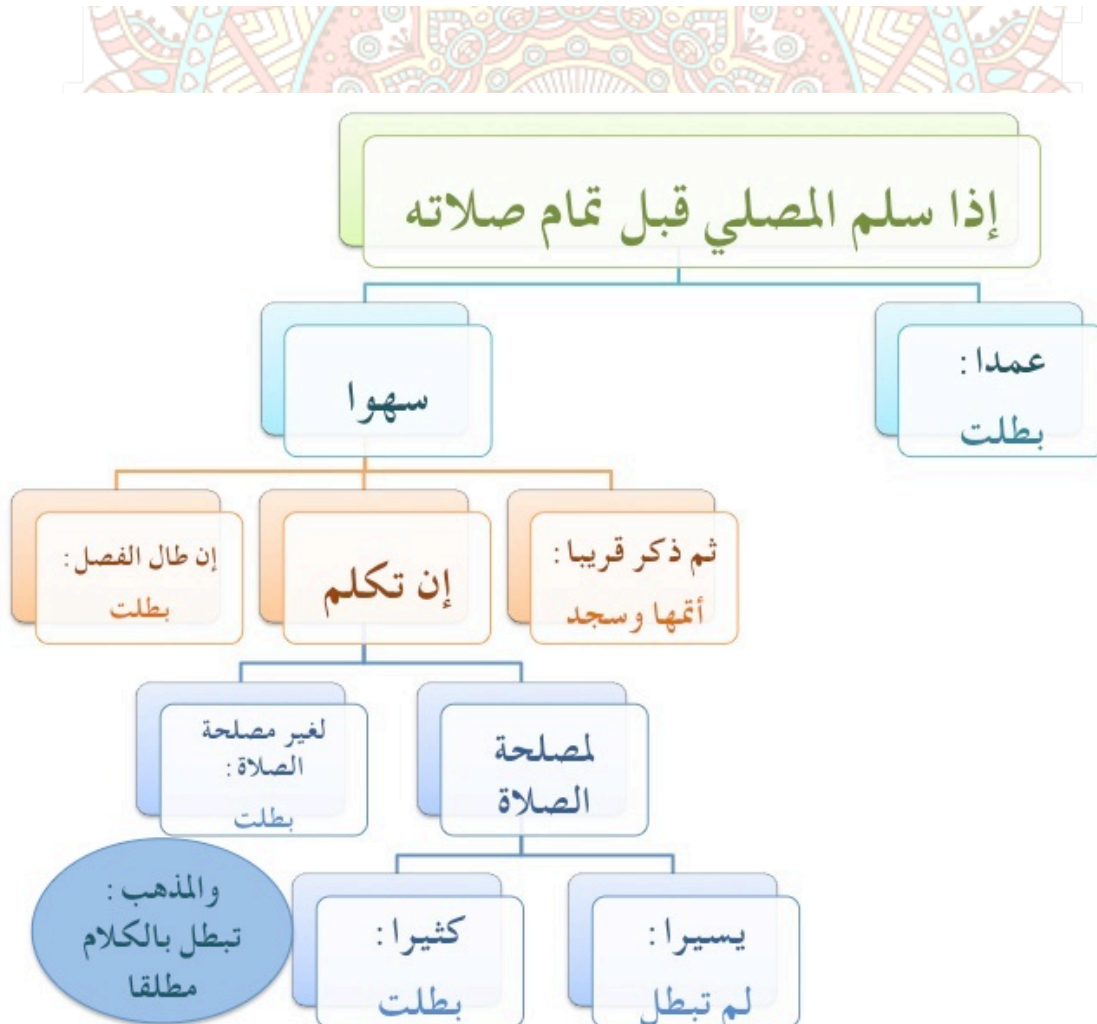 إذا سلم المصلي قبل تمام صلاته
عمدا :
بطلت
سهوا
ثم ذكر قريبا :
أتمها وسجد
إن تكلم
إن طال الفصل :
بطلت
لمصلحة
الصلاة
لغير مصلحة
الصلاة :
بطلت
يسيرا :
لم تبطل
كثيرا :
بطلت
والمذهب :
تبطل بالكلام
مطلقا